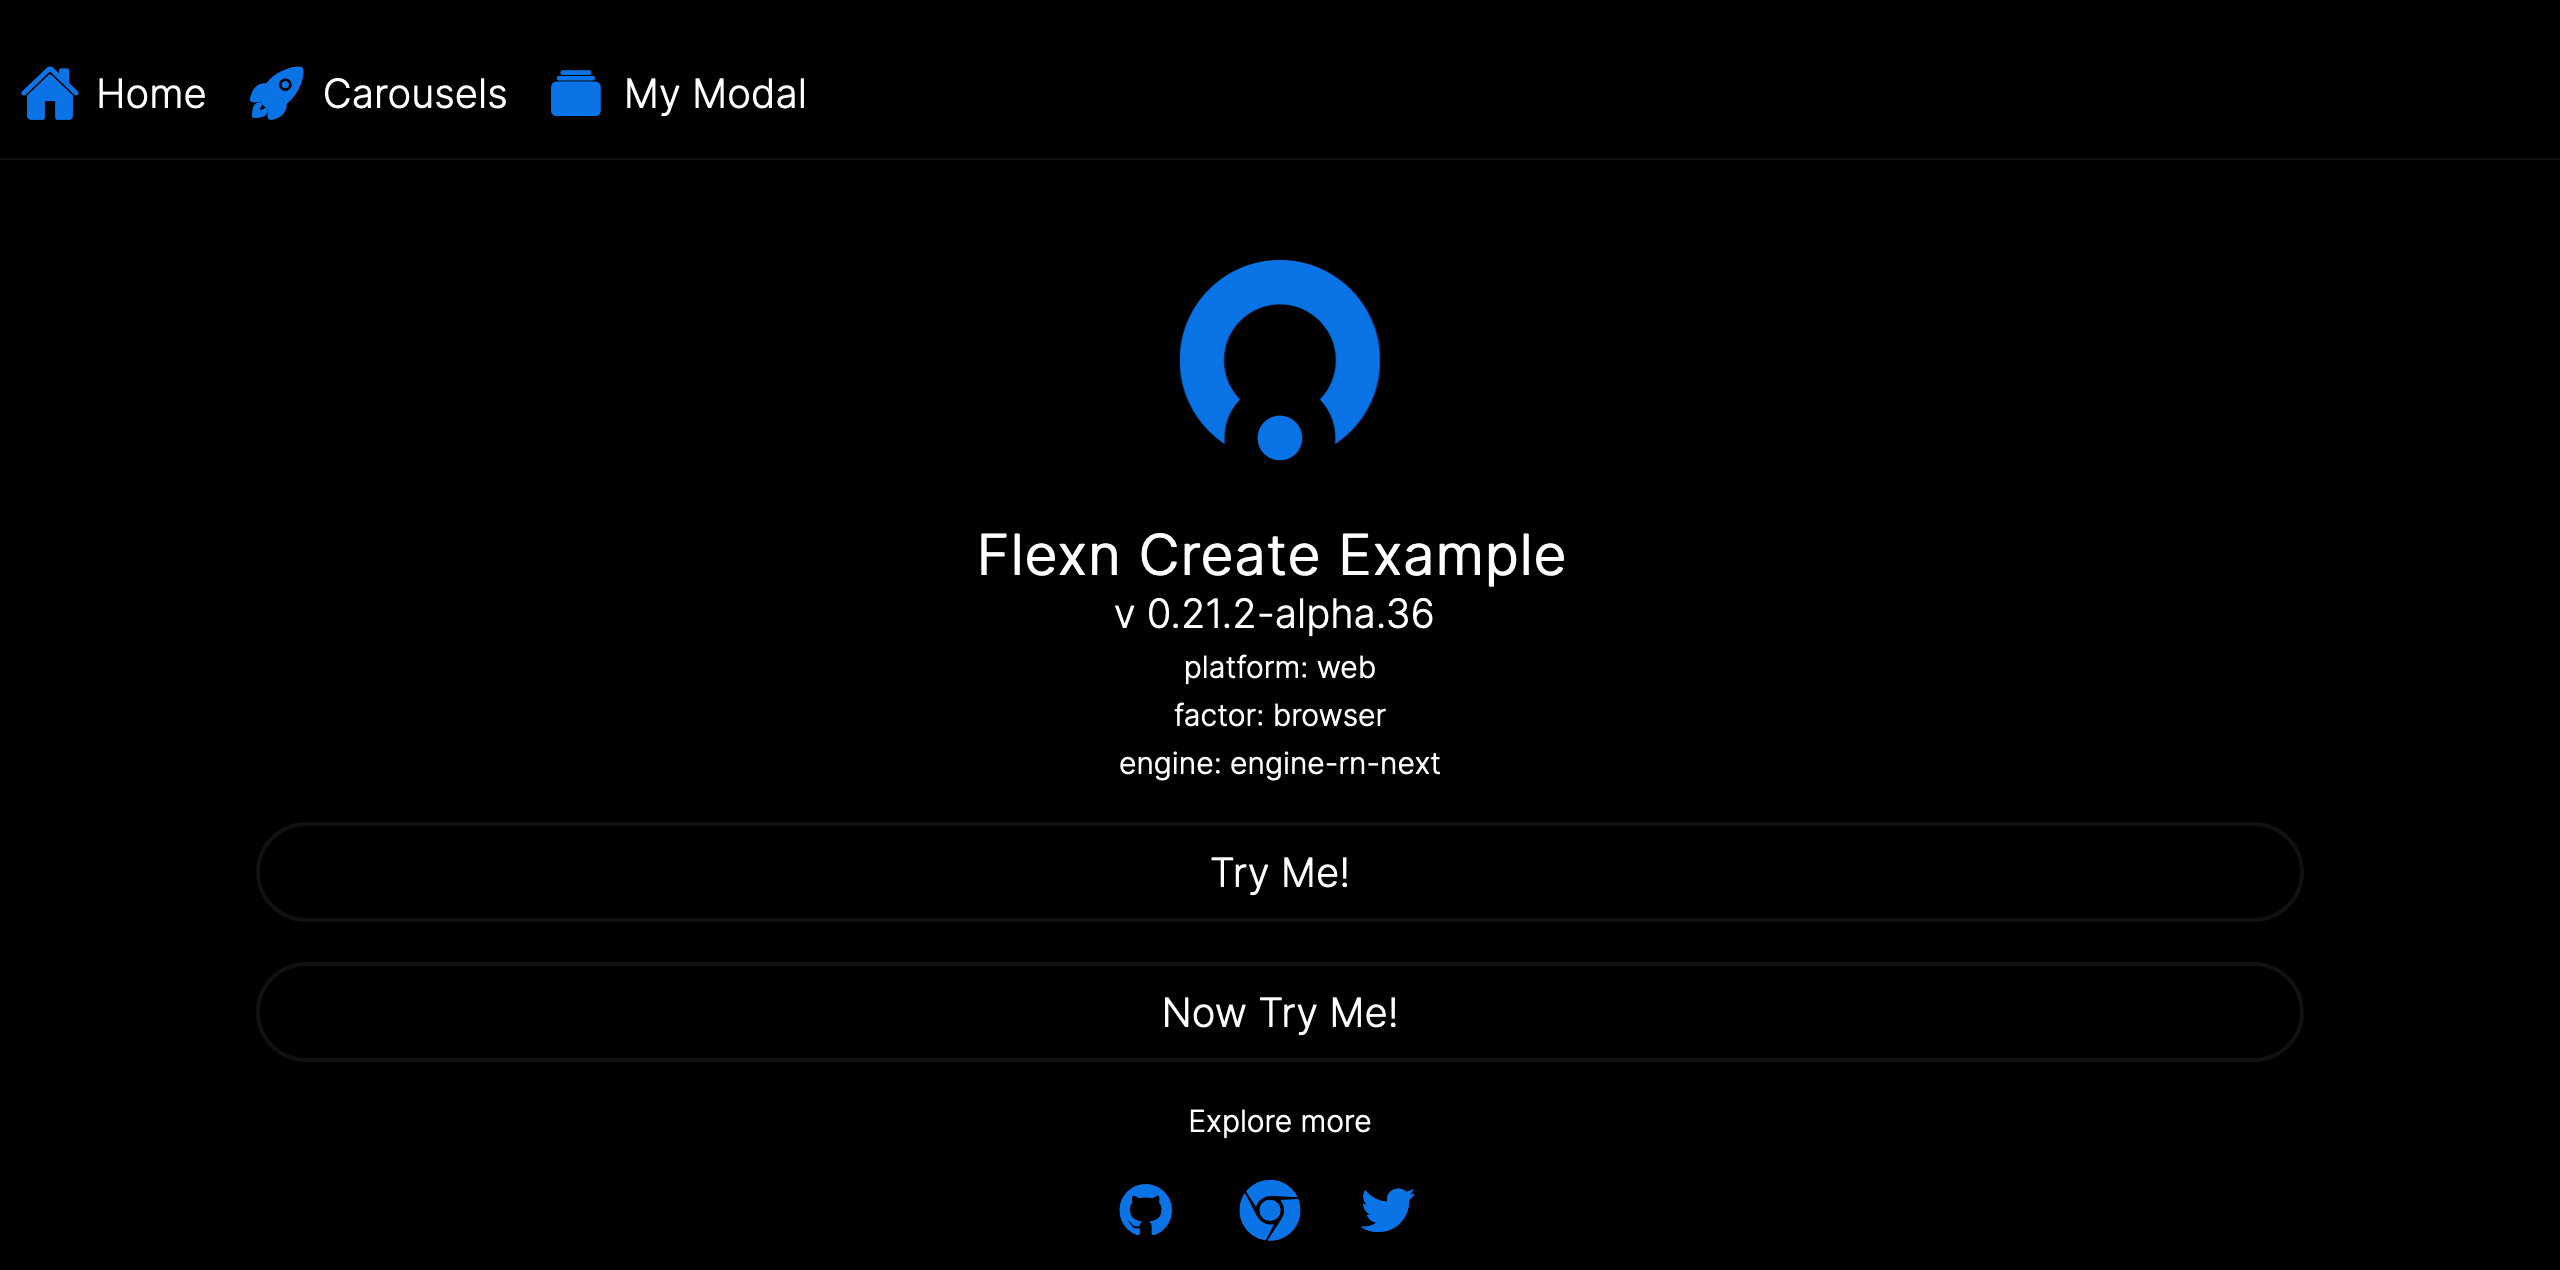 Home Carousels My Modal
Flexn Create Example
v 0.21.2-alpha.36
platform: web
factor: browser
engine: engine-rn-next
Try Me!
Now Try Me!
Explore more